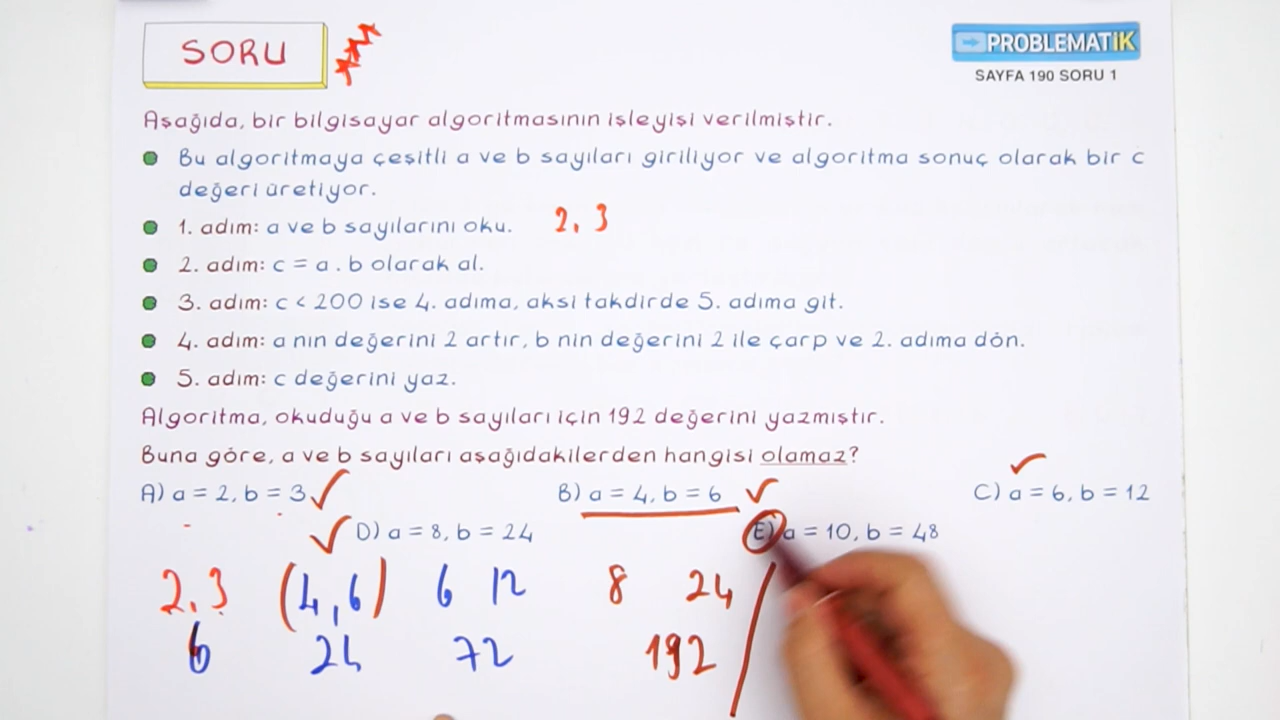 SORU
PROBLEMATİK
SAYFA 190 SORU 1
Aşağıda, bir bilgisayar algoritmasının işleyişi verilmiştir.
Bu algoritmaya çeşitli a ve b sayıları giriliyor ve algoritma sonuç olarak bir c
değeri üretiyor.
1. adım: a ve b sayılarını oku. 2, 3
2. adım: c = a . b olarak al.
3. adım: c < 200 ise 4. adıma, aksi takdirde 5. adıma git.
4. adım: a nın değerini 2 artır, b nin değerini 2 ile çarp ve 2. adıma dön.
5. adım: c değerini yaz.
Algoritma, okuduğu a ve b sayıları için 192 değerini yazmıştır.
Buna göre, a ve b sayıları aşağıdakilerden hangisi olamaz?
A) a = 2, b = 3 B) a = 4, b = 6 C) a = 6, b = 12
D) a = 8, b = 24 E) a = 10, b = 48
2, 3 (4, 6) 6 12 8 24
6 24 72 192